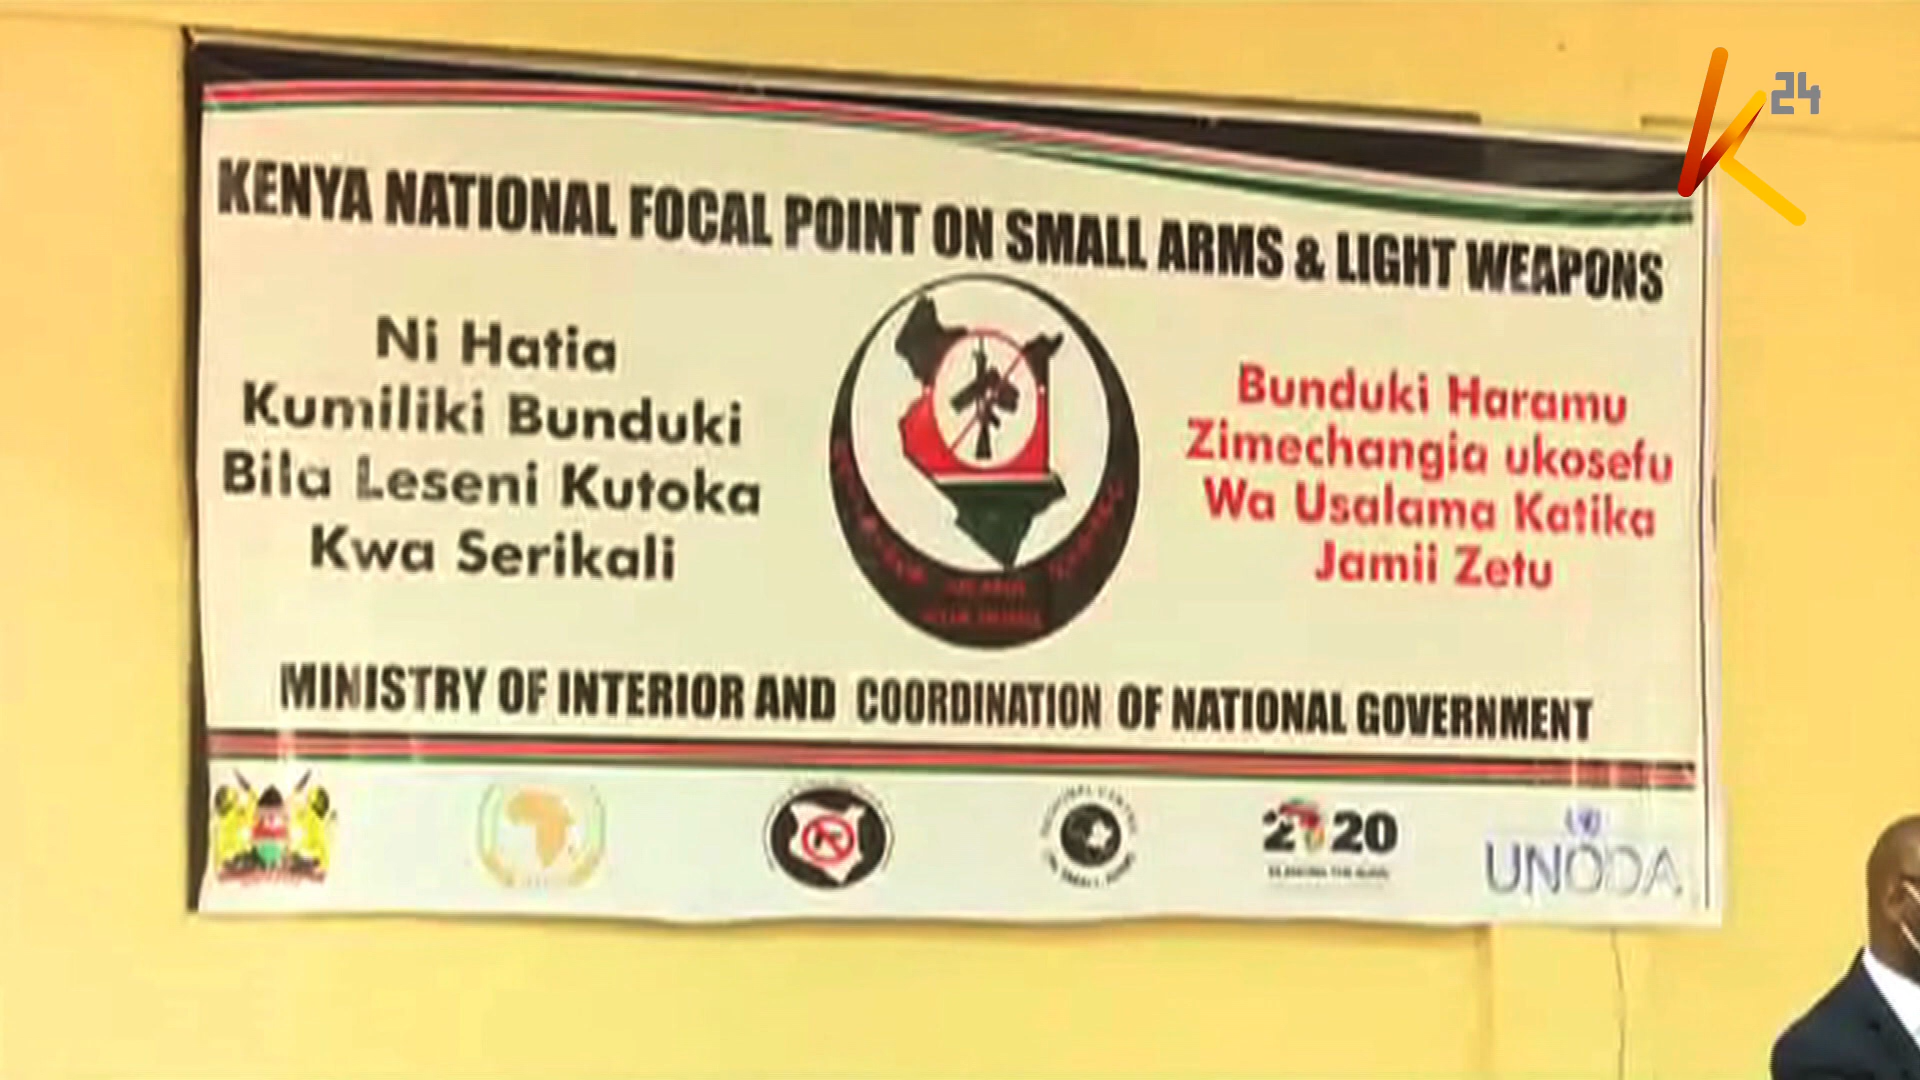 24
KENYA NATIONAL FOCAL POINT ON SMALL ARMS & LIGHT WEAPONS
Ni Hatia
Kumiliki Bunduki
Bila Leseni Kutoka
Kwa Serikali
Bunduki Haramu
Zimechangia ukosefu
Wa Usalama Katika
Jamii Zetu
MINISTRY OF INTERIOR AND COORDINATION OF NATIONAL GOVERNMENT
2020
UNODA